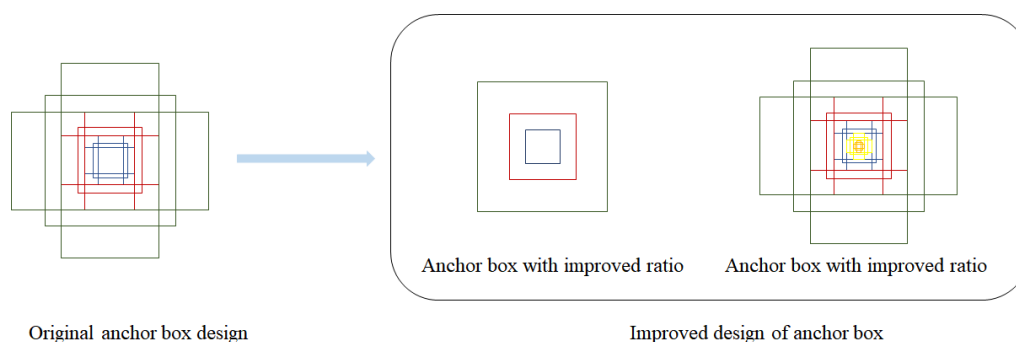 Anchor box with improved ratio
Anchor box with improved ratio
Original anchor box design
Improved design of anchor box